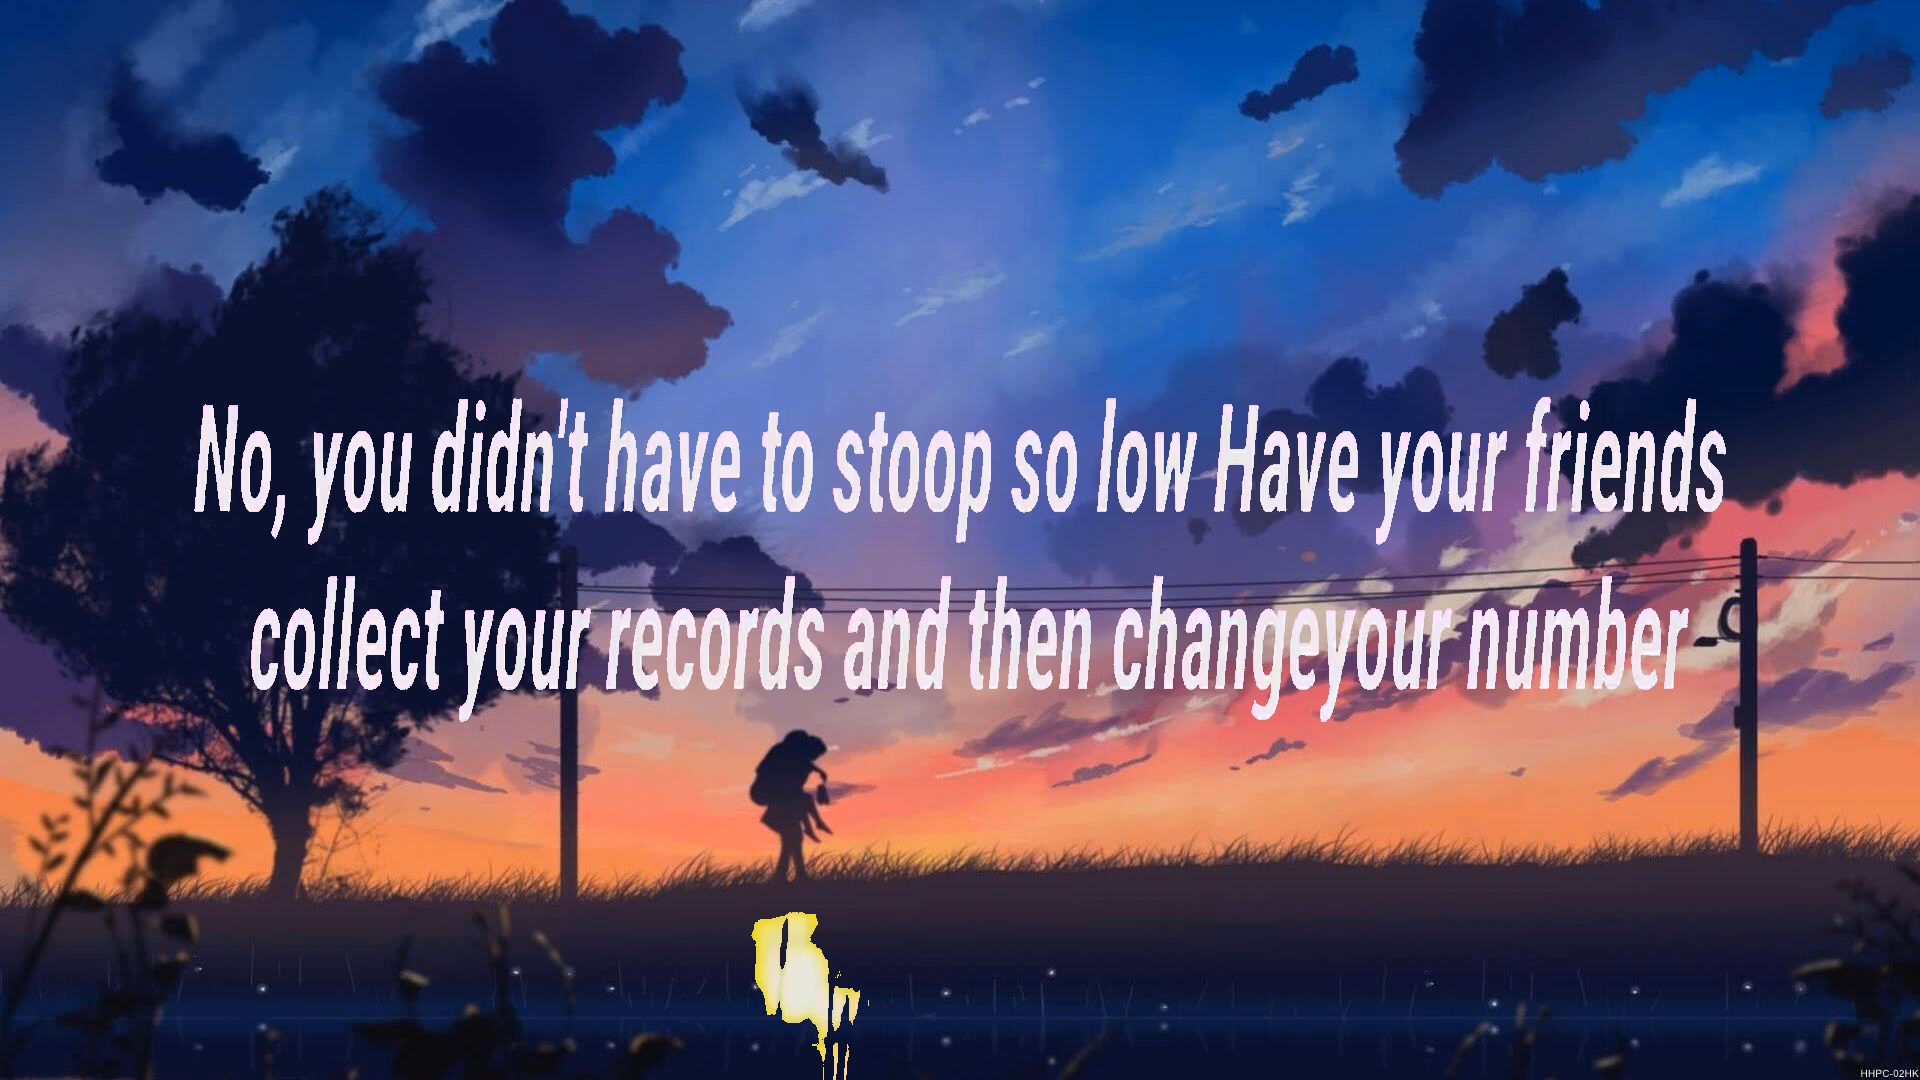 No, you didn't have to stoop so low Have your friends
collect your records and then changeyour number
HHPC-02HK